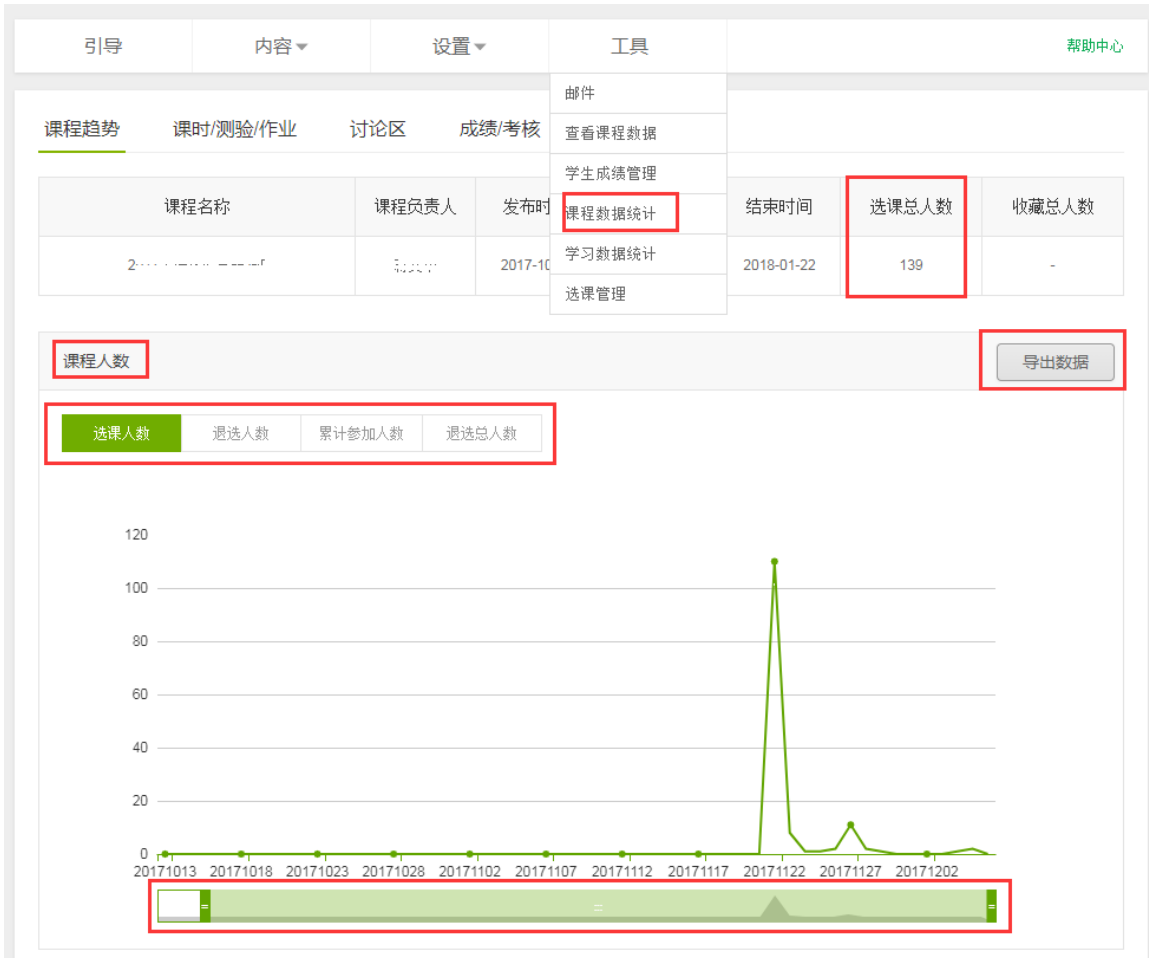 引导 内容 设置 工具 帮助中心
邮件
课程趋势 课时/测验/作业 讨论区 成绩/考核 查看课程数据
学生成绩管理
课程名称 课程负责人 发布时 课程数据统计 结束时间 选课总人数 收藏总人数
学习数据统计
2017-10 2018-01-22 139 -
选课管理
课程人数 导出数据
选课人数 退选人数 累计参加人数 退选总人数
120
100
80
60
40
20
0
20171013 20171018 20171023 20171028 20171102 20171107 20171112 20171117 20171122 20171127 20171202